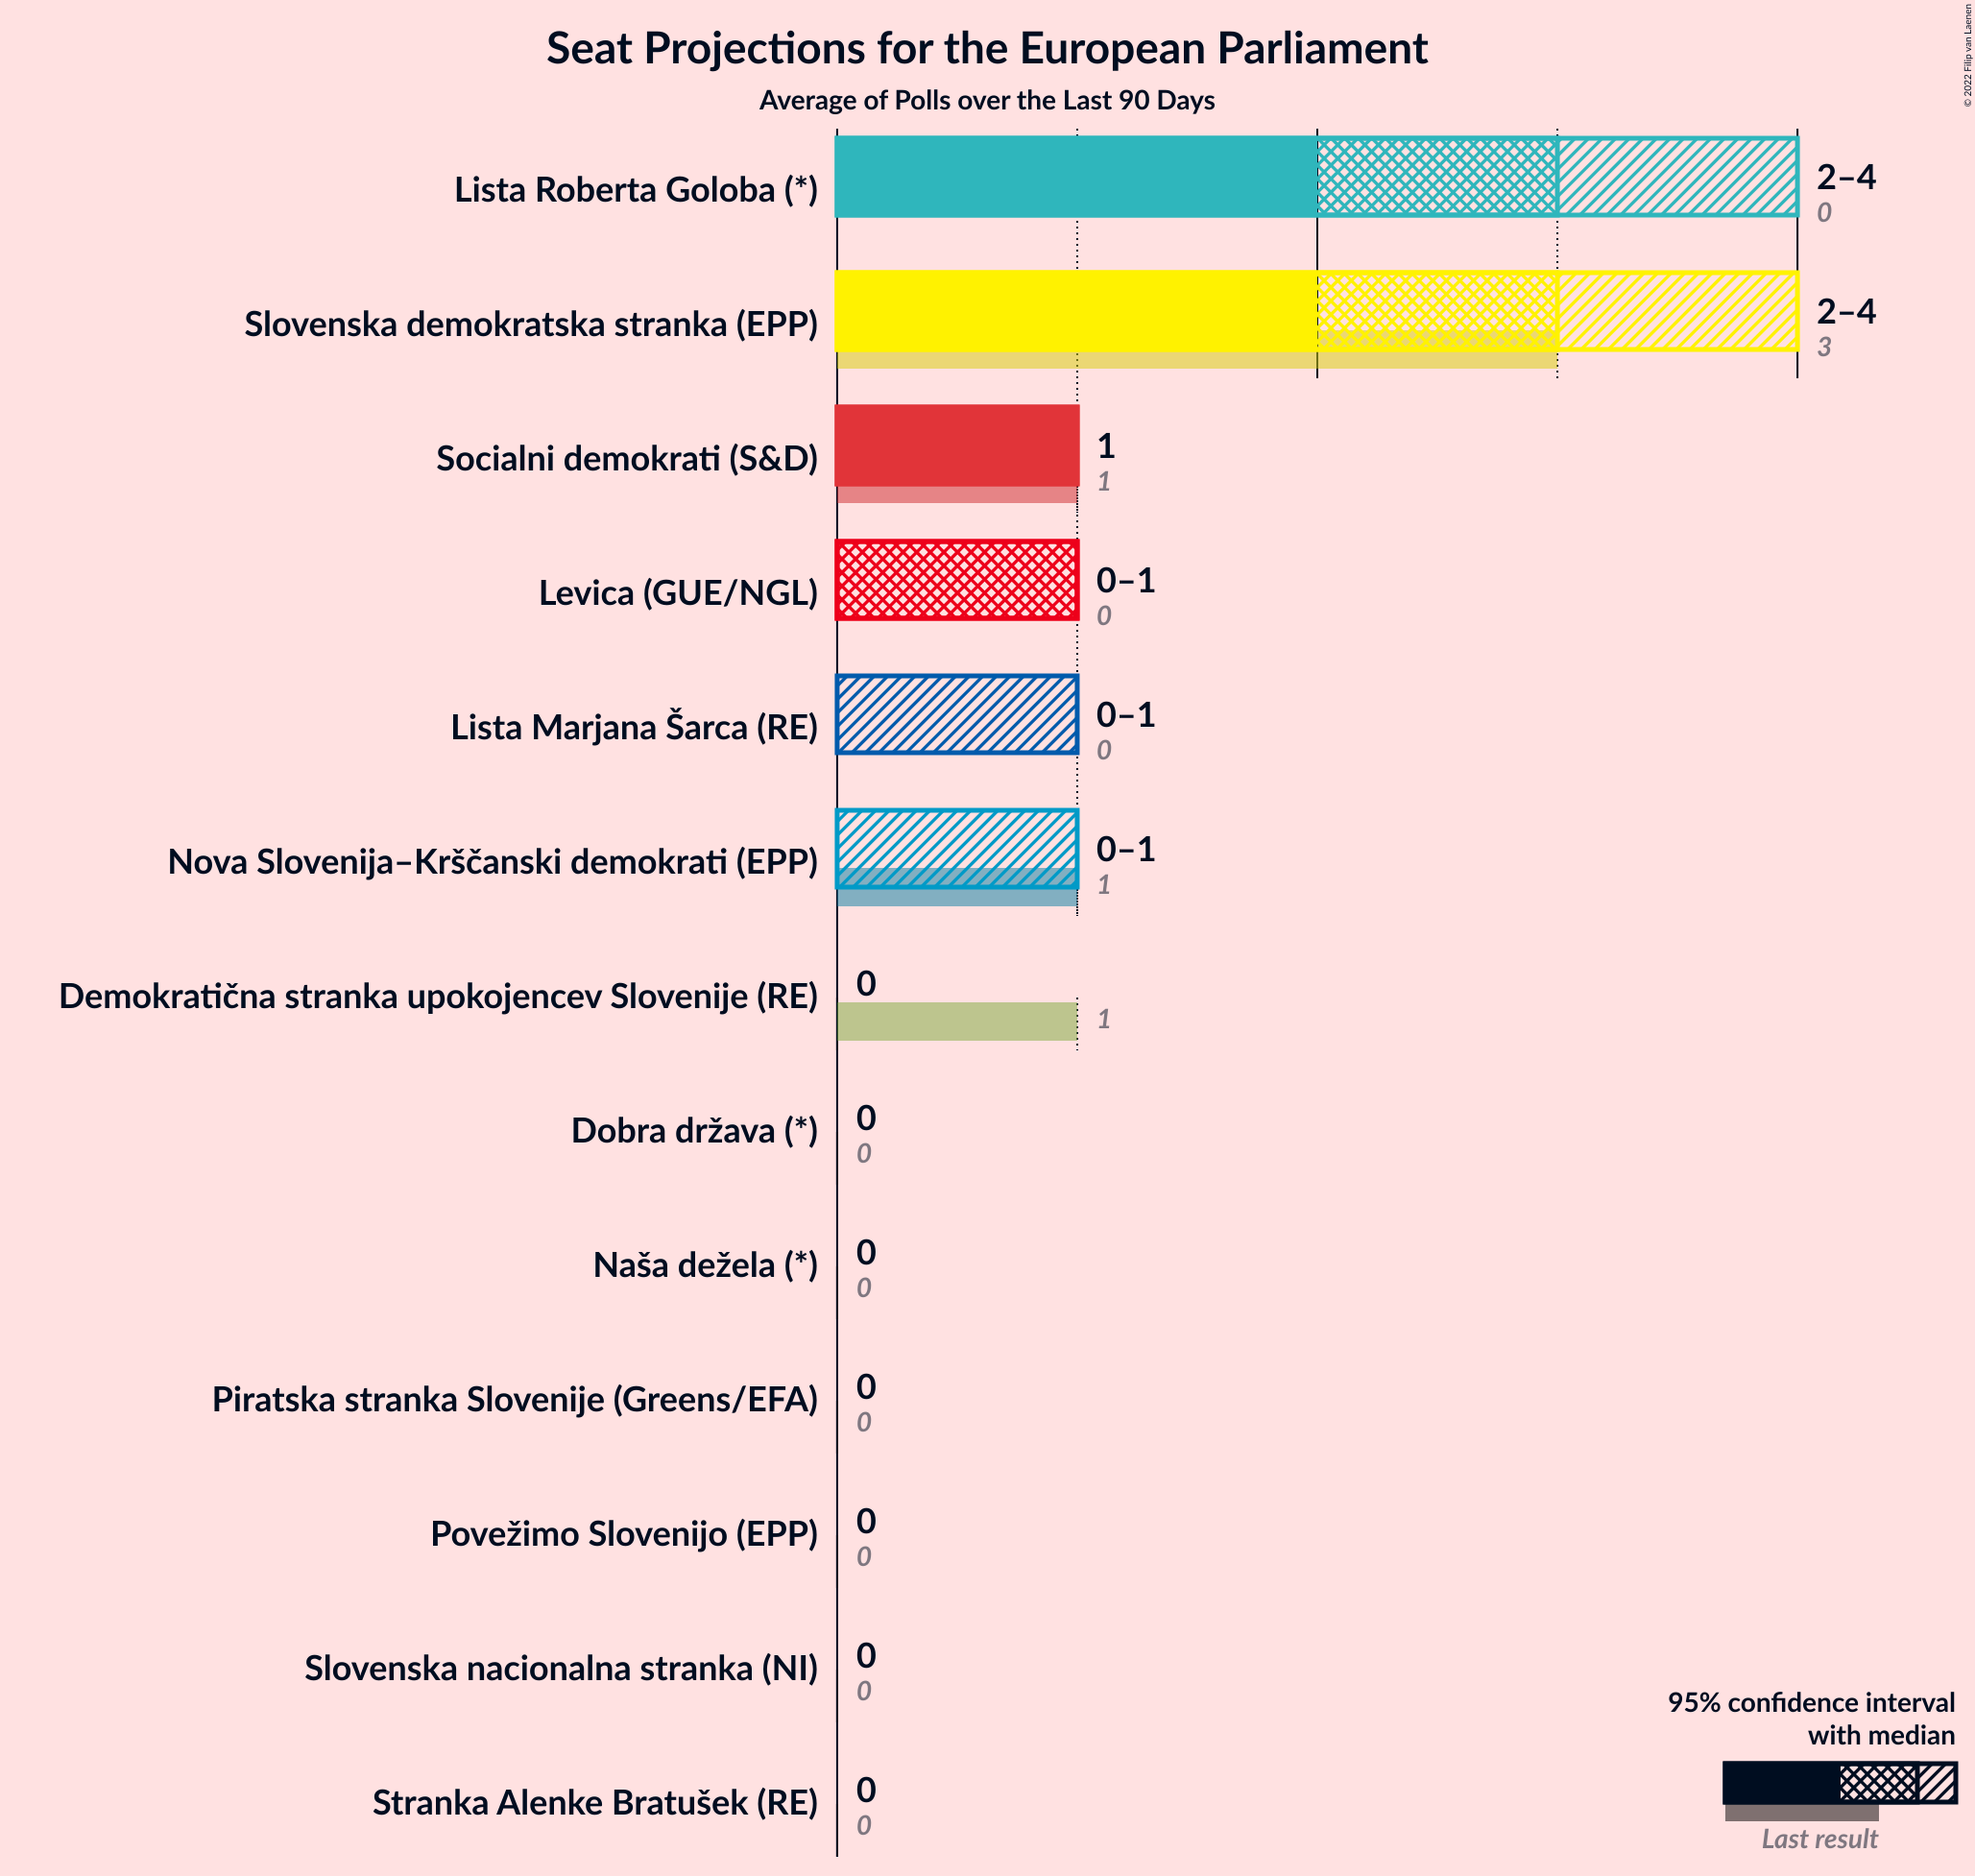 Seat Projections for the European Parliament
Average of Polls over the Last 90 Days
© 2022 Filip van Laenen
Lista Roberta Goloba (*)
2–4
0
Slovenska demokratska stranka (EPP)
2–4
3
Socialni demokrati (S&D)
1
1
Levica (GUE/NGL)
0–1
0
Lista Marjana Šarca (RE)
0–1
0
Nova Slovenija–Krščanski demokrati (EPP)
0–1
1
Demokratična stranka upokojencev Slovenije (RE)
0
1
Dobra država (*)
0
0
Naša dežela (*)
0
0
Piratska stranka Slovenije (Greens/EFA)
0
0
Povežimo Slovenijo (EPP)
0
0
Slovenska nacionalna stranka (NI)
0
0
Stranka Alenke Bratušek (RE)
0
0
95% confidence interval
with median
Last result